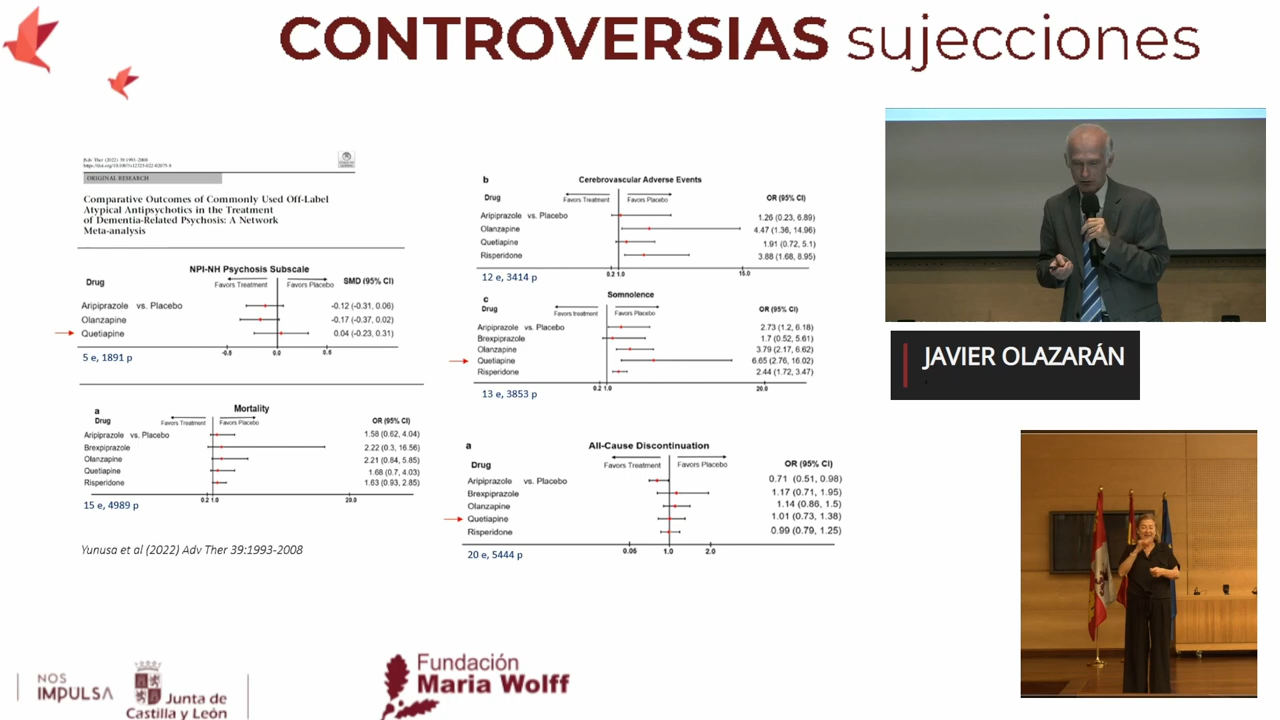 CONTROVERSIAS sujecciones
Adv Ther (2022) 39:1993–2008
https://doi.org/10.1007/s12325-022-02075-8
ORIGINAL RESEARCH
Comparative Outcomes of Commonly Used Off-Label
Atypical Antipsychotics in the Treatment
of Dementia-Related Psychosis: A Network
Meta-analysis
NPI-NH Psychosis Subscale
Drug
Favors Treatment
Favors Placebo
SMD (95% CI)
Aripiprazole vs. Placebo -0.12 (-0.31, 0.06)
Olanzapine -0.17 (-0.37, 0.02)
Quetiapine 0.04 (-0.23, 0.31)
0.0
5 e, 1891 p
a
Mortality
Drug
Favors Treatment
Favors Placebo
OR (95% CI)
Aripiprazole vs. Placebo 1.58 (0.62, 4.04)
Brexpiprazole 2.22 (0.3, 16.56)
Olanzapine 2.21 (0.84, 5.85)
Quetiapine 1.68 (0.7, 4.03)
Risperidone 1.63 (0.93, 2.85)
0.2 1.0 20.0
15 e, 4989 p
Yunusa et al (2022) Adv Ther 39:1993-2008
b
Cerebrovascular Adverse Events
Drug
Favors Treatment
Favors Placebo
OR (95% CI)
Aripiprazole vs. Placebo 1.26 (0.23, 6.89)
Olanzapine 4.47 (1.36, 14.96)
Quetiapine 1.91 (0.72, 5.1)
Risperidone 3.88 (1.68, 8.95)
0.2 1.0 15.0
12 e, 3414 p
c
Somnolence
Drug
Favors treatment
Favors Placebo
OR (95% CI)
Aripiprazole vs. Placebo 2.73 (1.2, 6.18)
Brexpiprazole 1.7 (0.52, 5.61)
Olanzapine 3.79 (2.17, 6.62)
Quetiapine 6.65 (2.76, 16.02)
Risperidone 2.44 (1.72, 3.47)
0.2 1.0 20.0
13 e, 3853 p
a
All-Cause Discontinuation
Drug
Favors Treatment
Favors Placebo
OR (95% CI)
Aripiprazole vs. Placebo 0.71 (0.51, 0.98)
Brexpiprazole 1.17 (0.71, 1.95)
Olanzapine 1.14 (0.86, 1.5)
Quetiapine 1.01 (0.73, 1.38)
Risperidone 0.99 (0.79, 1.25)
0.05 1.0 2.0
20 e, 5444 p
JAVIER OLAZARÁN
NOS
IMPULSA
Junta de
Castilla y León
Fundación
Maria Wolff